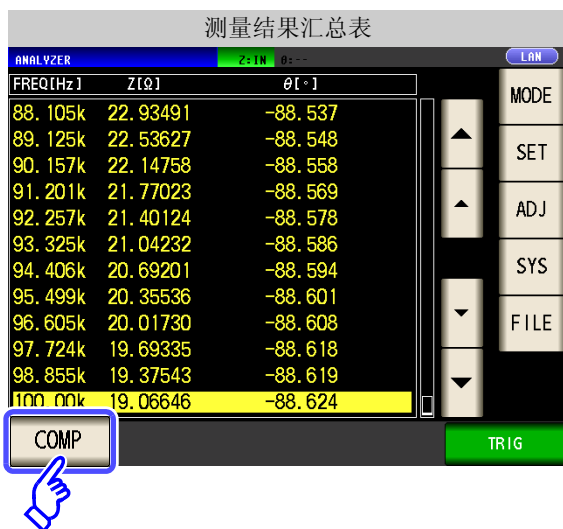 测量结果汇总表
ANALYZER Z:IN θ:-- LAN
FREQ[Hz] Z[Ω] θ[°]
88.105k 22.93491 -88.537
89.125k 22.53627 -88.548
90.157k 22.14758 -88.558
91.201k 21.77023 -88.569
92.257k 21.40124 -88.578
93.325k 21.04232 -88.586
94.406k 20.69201 -88.594
95.499k 20.35536 -88.601
96.605k 20.01730 -88.608
97.724k 19.69335 -88.618
98.855k 19.37543 -88.619
100.00k 19.06646 -88.624
MODE
SET
ADJ
SYS
FILE
COMP
TRIG